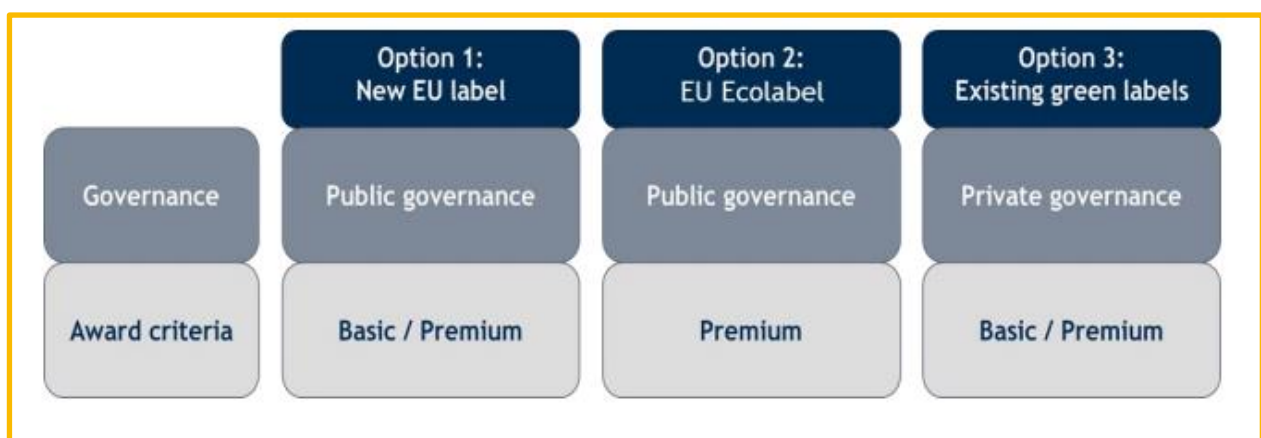 Option 1:
New EU label
Option 2:
EU Ecolabel
Option 3:
Existing green labels
Governance
Public governance
Public governance
Private governance
Award criteria
Basic / Premium
Premium
Basic / Premium